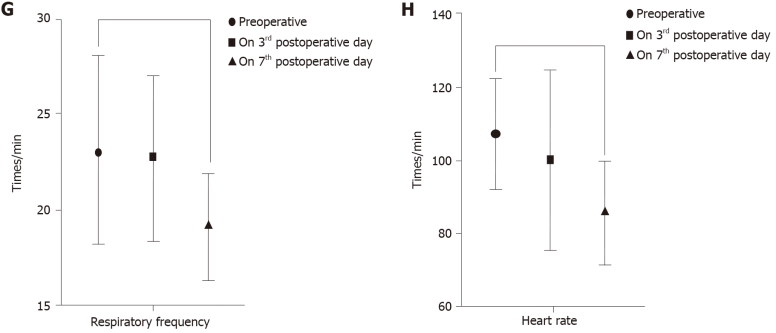 G
30
25
20
15
Times/min
Preoperative
On 3rd postoperative day
On 7th postoperative day
Respiratory frequency
H
140
120
100
80
60
Times/min
Preoperative
On 3rd postoperative day
On 7th postoperative day
Heart rate